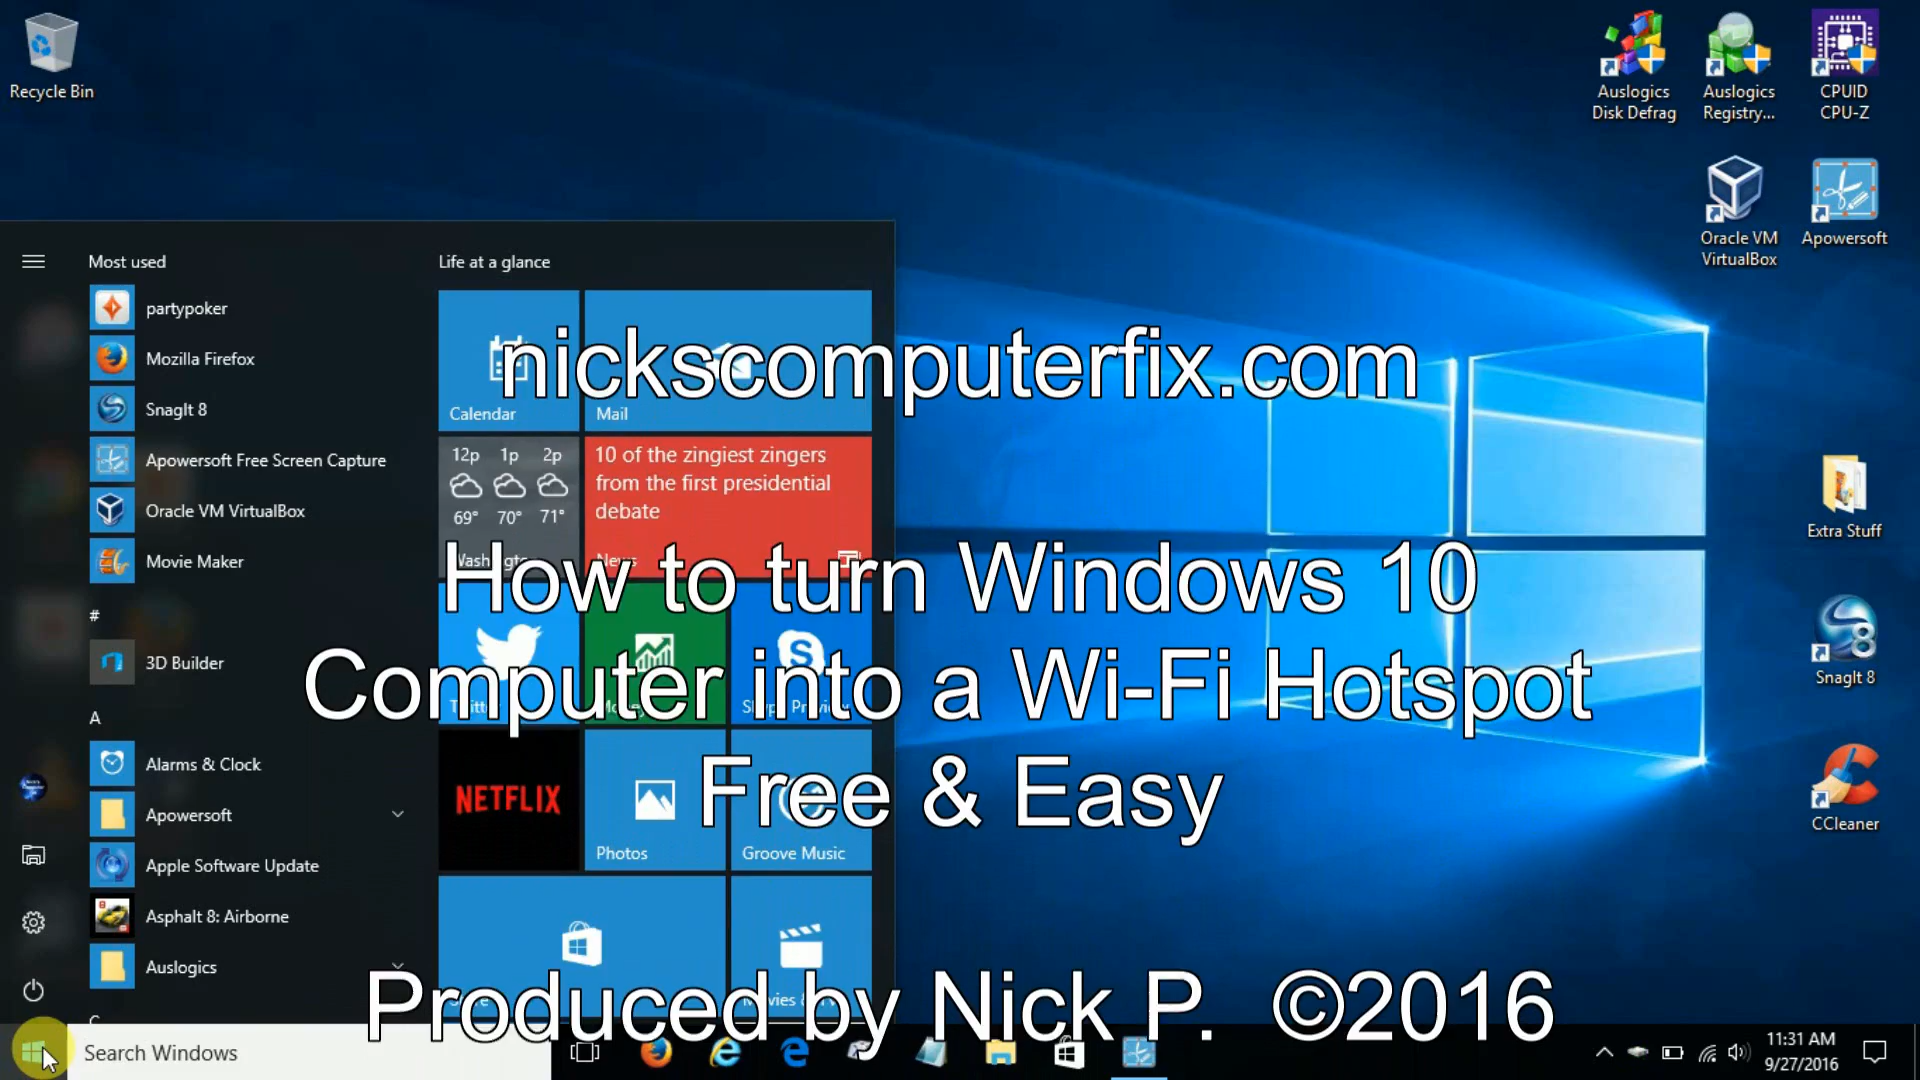 Recycle Bin
Auslogics
Disk Defrag
Auslogics
Registry...
CPUID
CPU-Z
Oracle VM
VirtualBox
Apowersoft
Extra Stuff
SnagIt 8
CCleaner
Most used
partypoker
Mozilla Firefox
SnagIt 8
Apowersoft Free Screen Capture
Oracle VM VirtualBox
Movie Maker
#
3D Builder
A
Alarms & Clock
Apowersoft
Apple Software Update
Asphalt 8: Airborne
Auslogics
C
Life at a glance
Calendar
Mail
12p 1p 2p
69° 70° 71°
10 of the zingiest zingers
from the first presidential
debate
News
NETFLIX
Photos
Groove Music
nickscomputerfix.com
How to turn Windows 10
Computer into a Wi-Fi Hotspot
Free & Easy
Produced by Nick P. ©2016
Search Windows
11:31 AM
9/27/2016